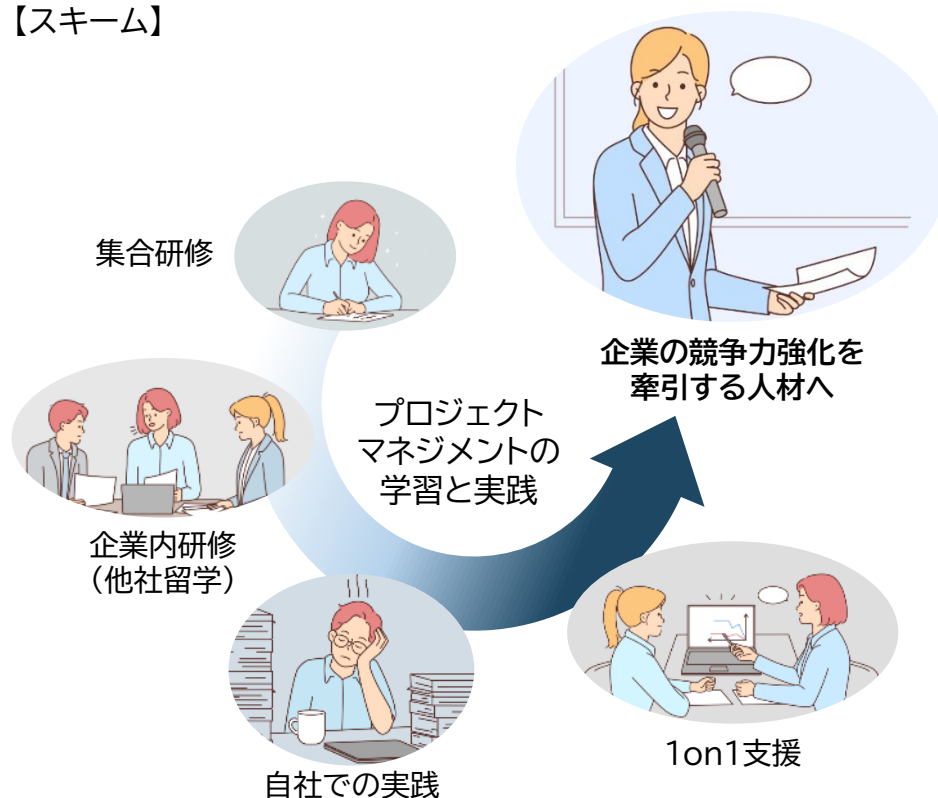 【スキーム】
集合研修
企業の競争力強化を
牽引する人材へ
プロジェクト
マネジメントの
学習と実践
企業内研修
（他社留学）
自社での実践
1on1支援